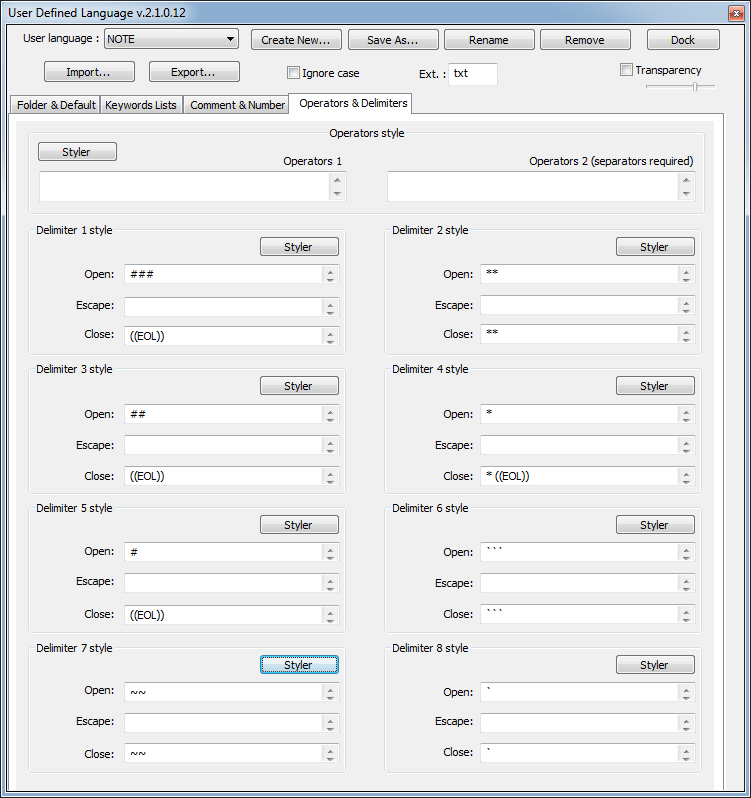 User Defined Language v.2.1.0.12
User language : NOTE Create New... Save As... Rename Remove Dock
Import... Export... Ignore case Ext. : txt Transparency
Folder & Default Keywords Lists Comment & Number Operators & Delimiters
Operators style
Styler
Operators 1 Operators 2 (separators required)
Delimiter 1 style Delimiter 2 style
Styler Styler
Open: ### Open: **
Escape: Escape:
Close: ((EOL)) Close: **
Delimiter 3 style Delimiter 4 style
Styler Styler
Open: ## Open: *
Escape: Escape:
Close: ((EOL)) Close: * ((EOL))
Delimiter 5 style Delimiter 6 style
Styler Styler
Open: # Open: ```
Escape: Escape:
Close: ((EOL)) Close: ```
Delimiter 7 style Delimiter 8 style
Styler Styler
Open: ~~ Open: `
Escape: Escape:
Close: ~~ Close: `